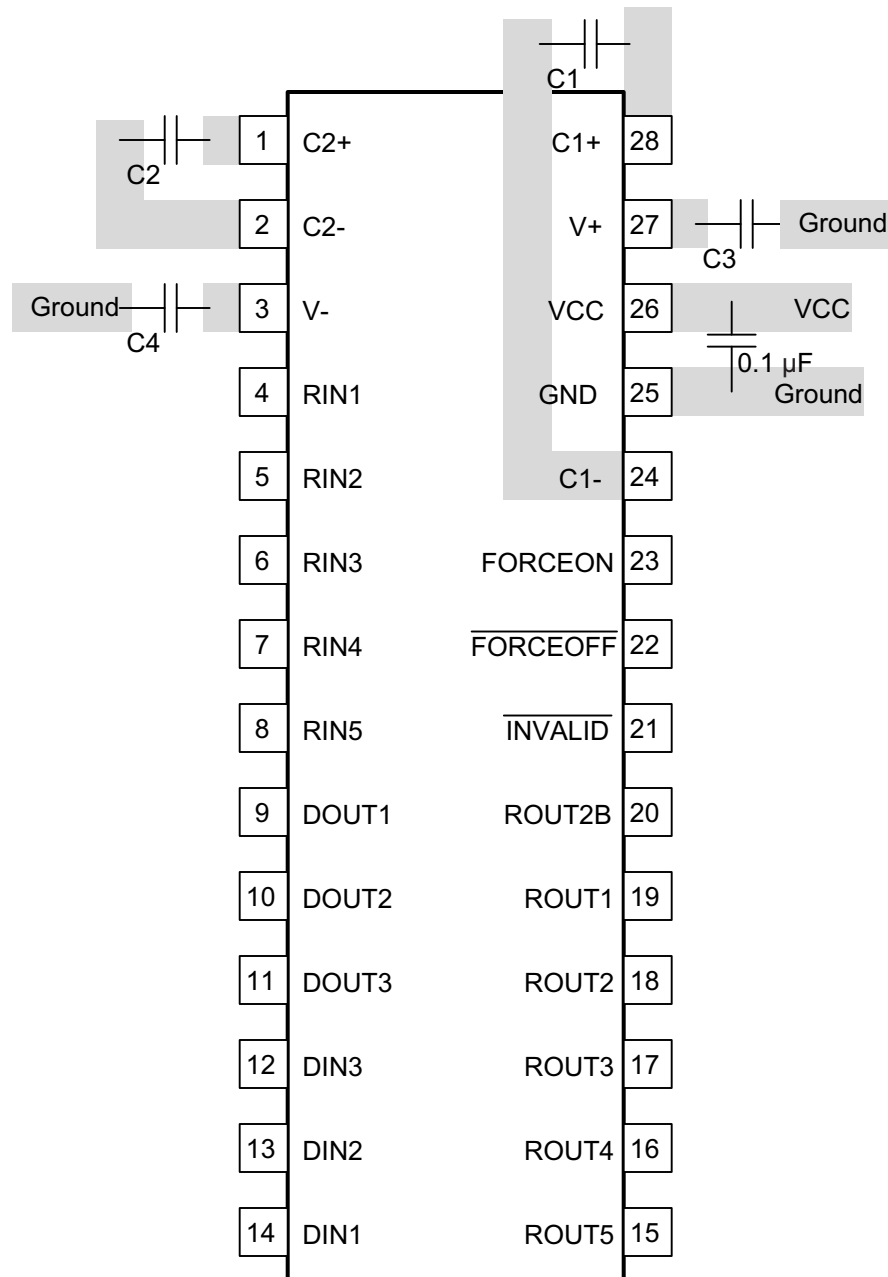 C1
1 C2+ C1+ 28
C2
2 C2- V+ 27 Ground
C3
Ground 3 V- VCC 26 VCC
C4
0.1 µF
4 RIN1 GND 25 Ground
5 RIN2 C1- 24
6 RIN3 FORCEON 23
7 RIN4 FORCEOFF 22
8 RIN5 INVALID 21
9 DOUT1 ROUT2B 20
10 DOUT2 ROUT1 19
11 DOUT3 ROUT2 18
12 DIN3 ROUT3 17
13 DIN2 ROUT4 16
14 DIN1 ROUT5 15